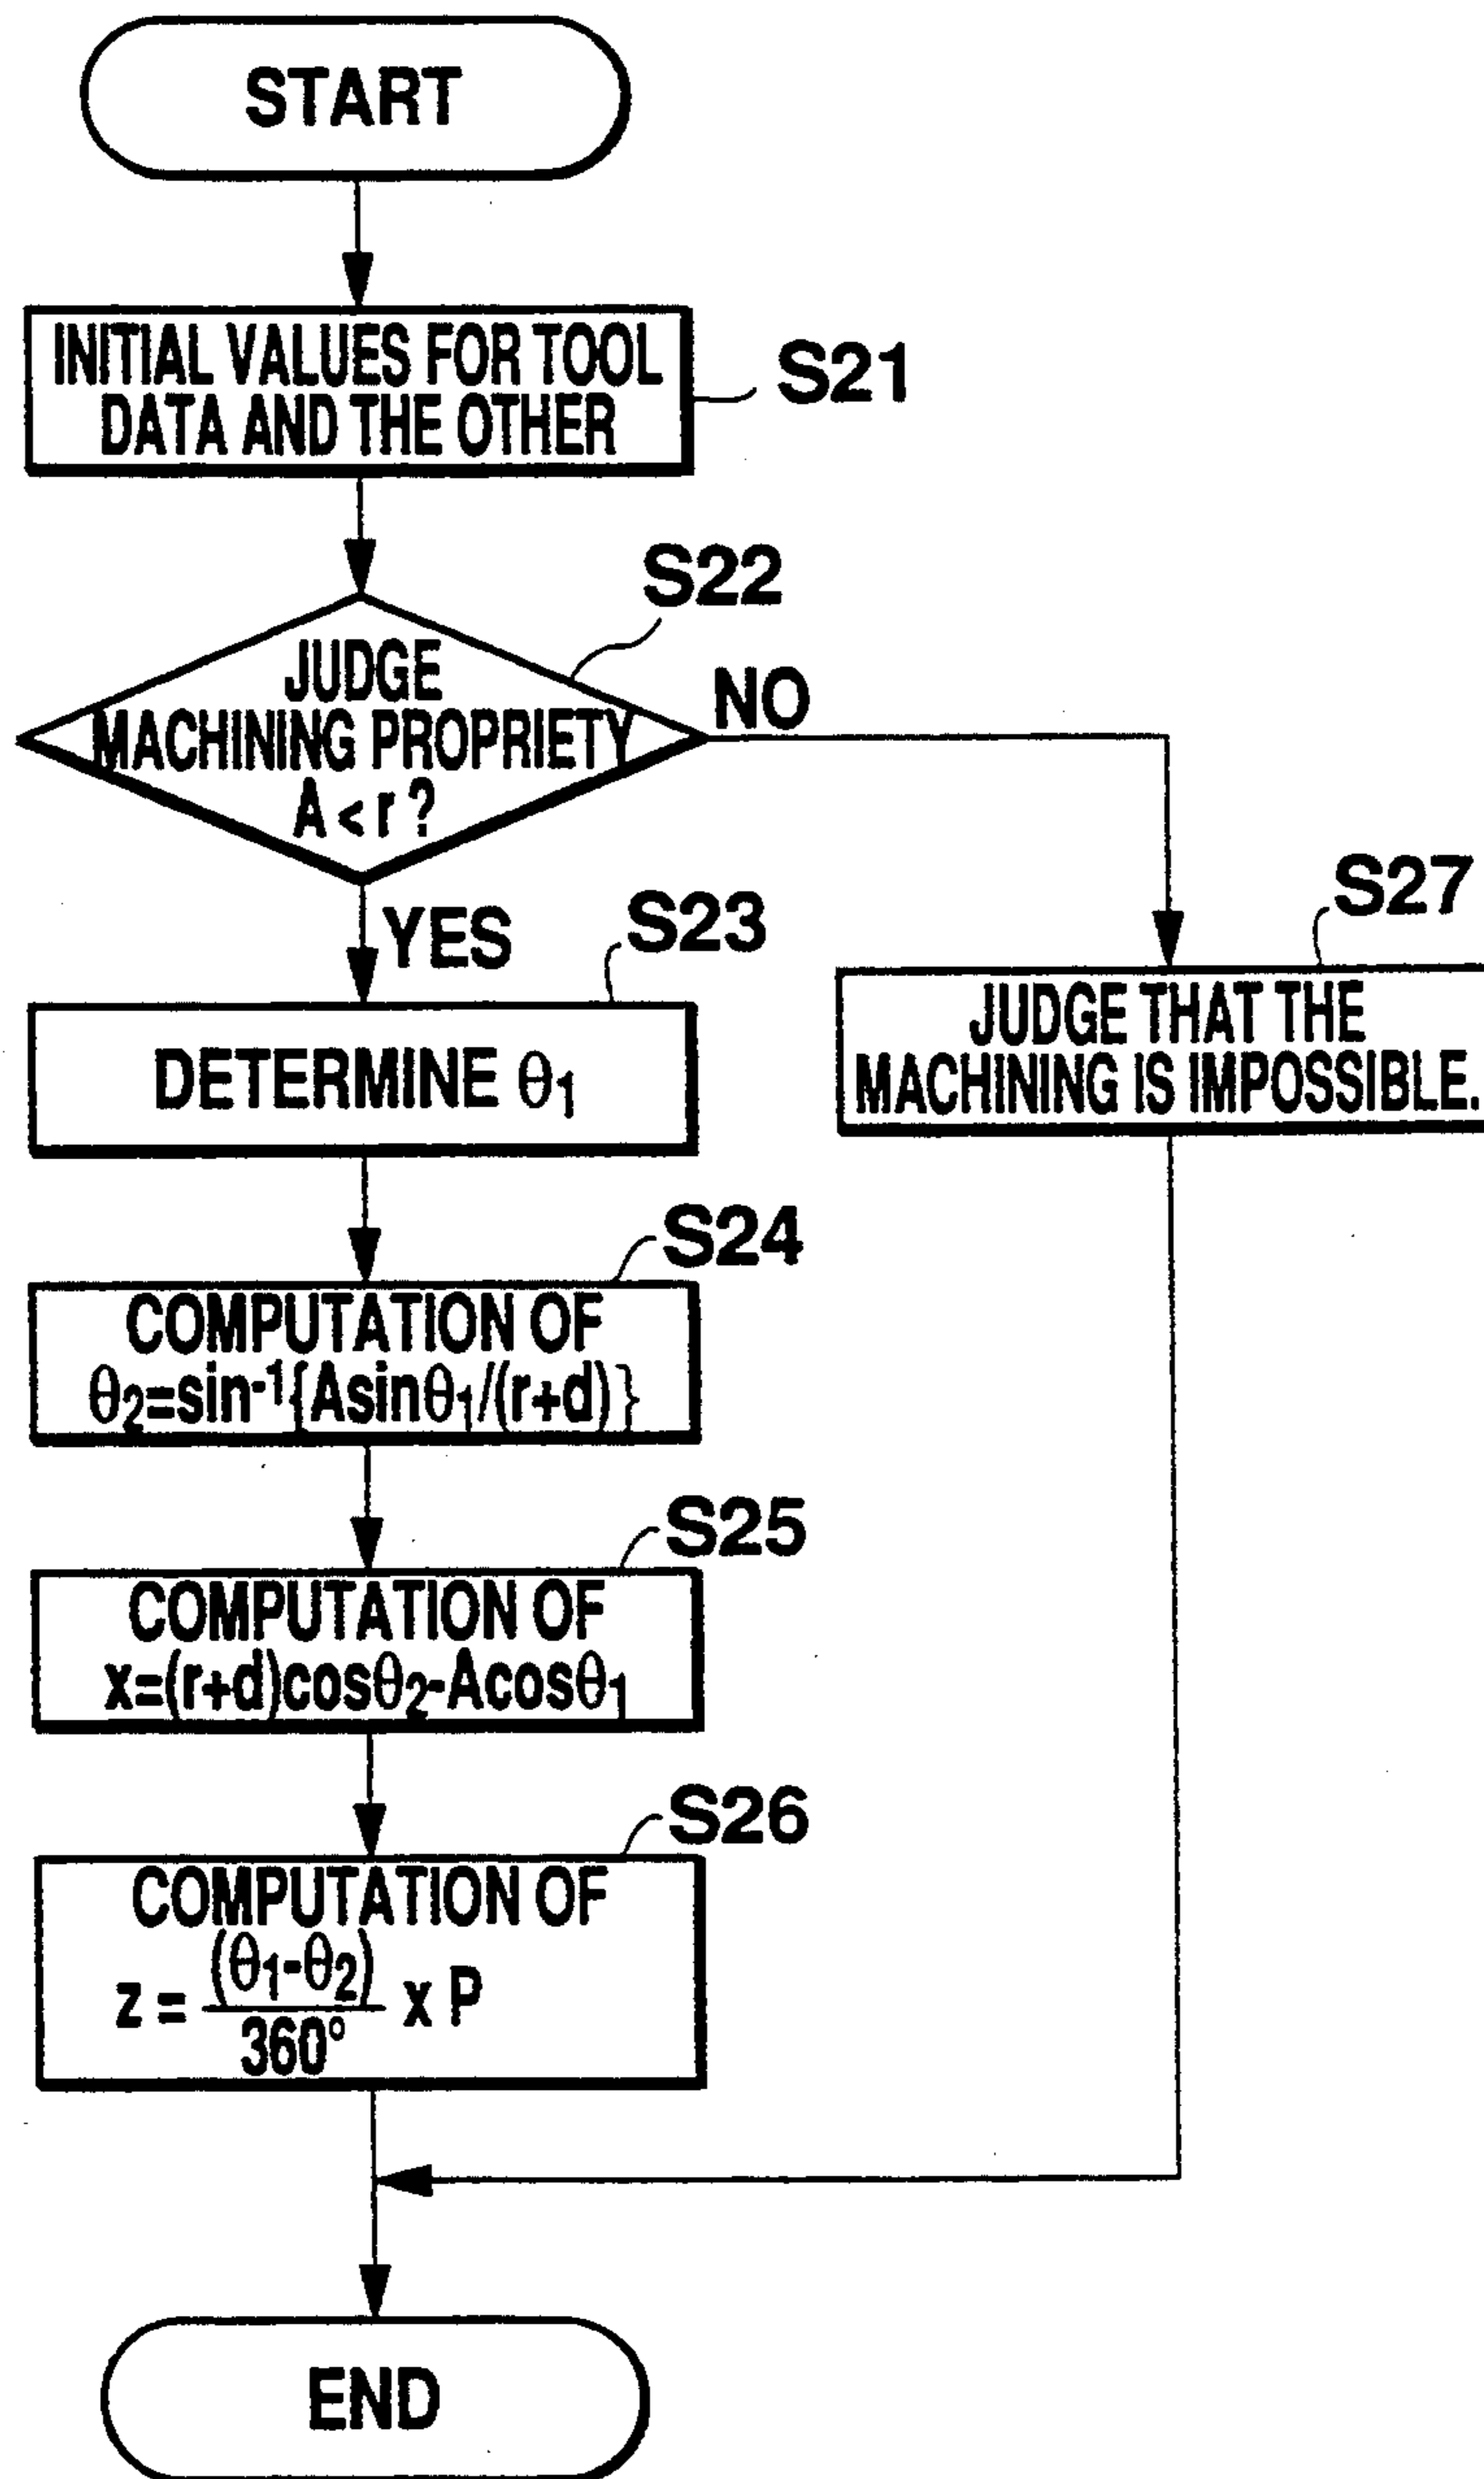 START
INITIAL VALUES FOR TOOL
DATA AND THE OTHER
S21
S22
JUDGE
MACHINING PROPRIETY
A < r ?
NO
YES
S23
DETERMINE θ₁
S27
JUDGE THAT THE
MACHINING IS IMPOSSIBLE.
S24
COMPUTATION OF
θ₂=sin⁻¹{Asinθ₁/(r+d)}
S25
COMPUTATION OF
x=(r+d)cosθ₂-Acosθ₁
S26
COMPUTATION OF
z = (θ₁-θ₂)/360° x P
END